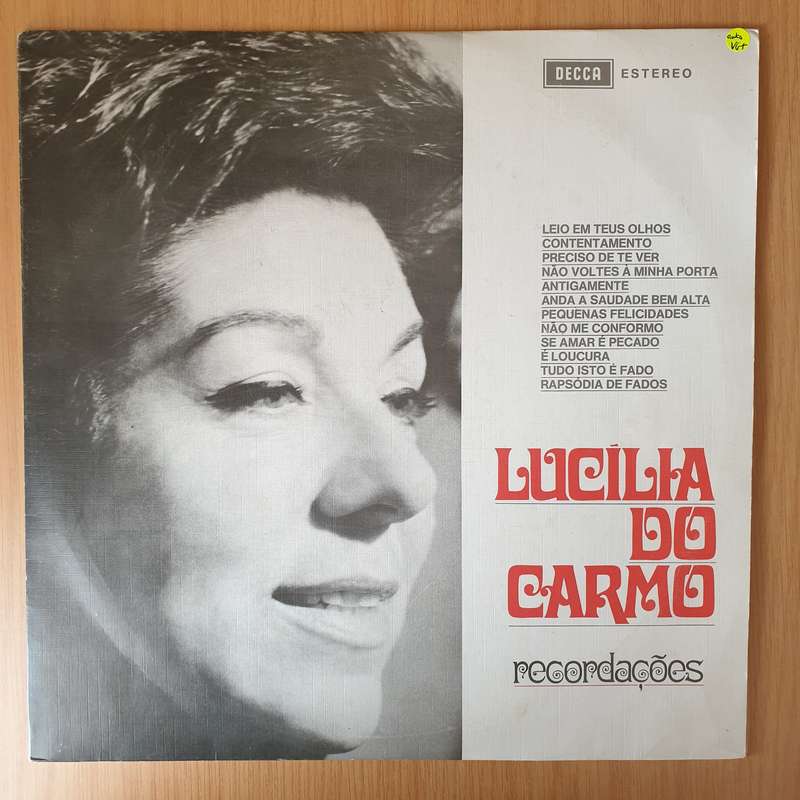 DECCA ESTEREO
VG+
LEIO EM TEUS OLHOS
CONTENTAMENTO
PRECISO DE TE VER
NÃO VOLTES À MINHA PORTA
ANTIGAMENTE
ANDA A SAUDADE BEM ALTA
PEQUENAS FELICIDADES
NÃO ME CONFORMO
SE AMAR É PECADO
É LOUCURA
TUDO ISTO É FADO
RAPSÓDIA DE FADOS
LUCÍLIA
DO
CARMO
recordações